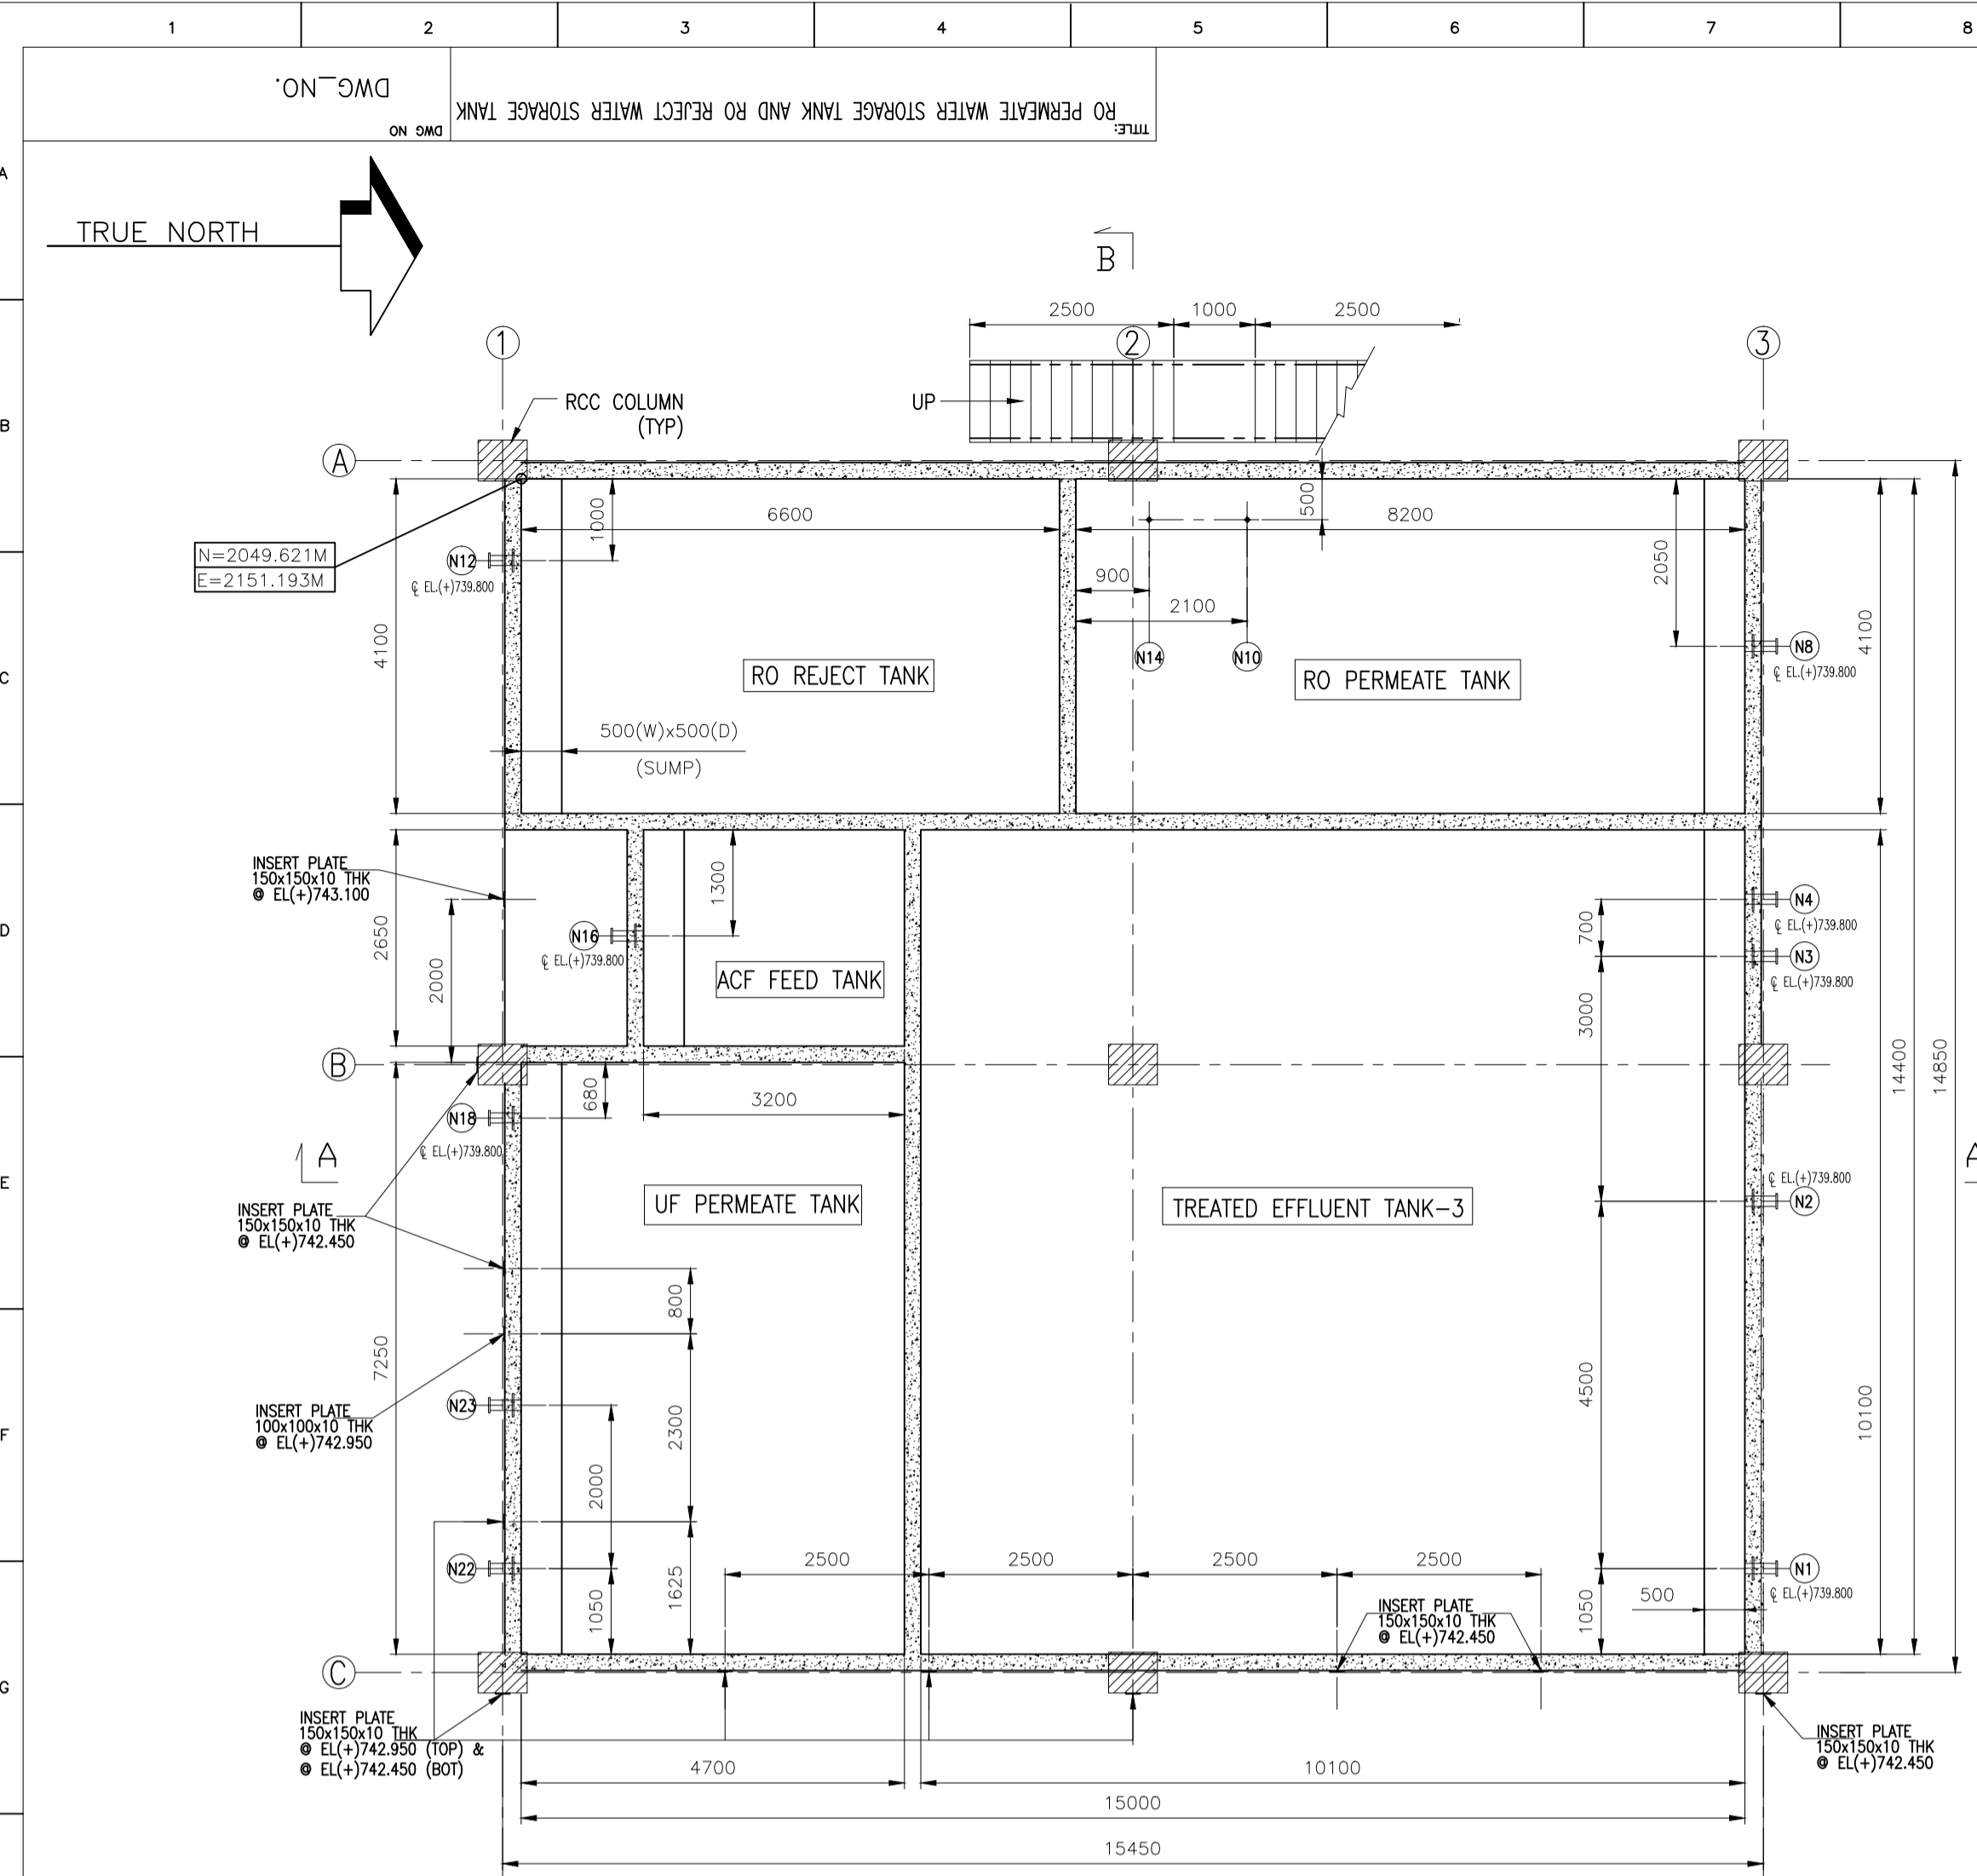 1 2 3 4 5 6 7 8
DWG_NO.
DWG NO
TITLE:
RO PERMEATE WATER STORAGE TANK AND RO REJECT WATER STORAGE TANK
A
TRUE NORTH
B
2500 1000 2500
1 2 3
RCC COLUMN
(TYP)
UP
B
A
1000
6600
500
8200
2050
N=2049.621M
E=2151.193M
N12
℄ EL.(+)739.800
900
2100
4100
N14
N10
N8
℄ EL.(+)739.800
4100
C
RO REJECT TANK
RO PERMEATE TANK
500(W)x500(D)
(SUMP)
INSERT PLATE
150x150x10 THK
@ EL(+)743.100
1300
N4
℄ EL.(+)739.800
700
D
2650
N16
℄ EL.(+)739.800
N3
℄ EL.(+)739.800
2000
ACF FEED TANK
3000
B
14400
14850
680
3200
N18
℄ EL.(+)739.800
A
A
E
℄ EL.(+)739.800
N2
INSERT PLATE
150x150x10 THK
@ EL(+)742.450
UF PERMEATE TANK
TREATED EFFLUENT TANK-3
800
7250
INSERT PLATE
100x100x10 THK
@ EL(+)742.950
N23
2300
4500
10100
F
2000
2500 2500 2500 2500
N22
1050
1625
INSERT PLATE
150x150x10 THK
@ EL(+)742.450
1050
500
N1
℄ EL.(+)739.800
C
G
INSERT PLATE
150x150x10 THK
@ EL(+)742.950 (TOP) &
@ EL(+)742.450 (BOT)
INSERT PLATE
150x150x10 THK
@ EL(+)742.450
4700
10100
15000
15450